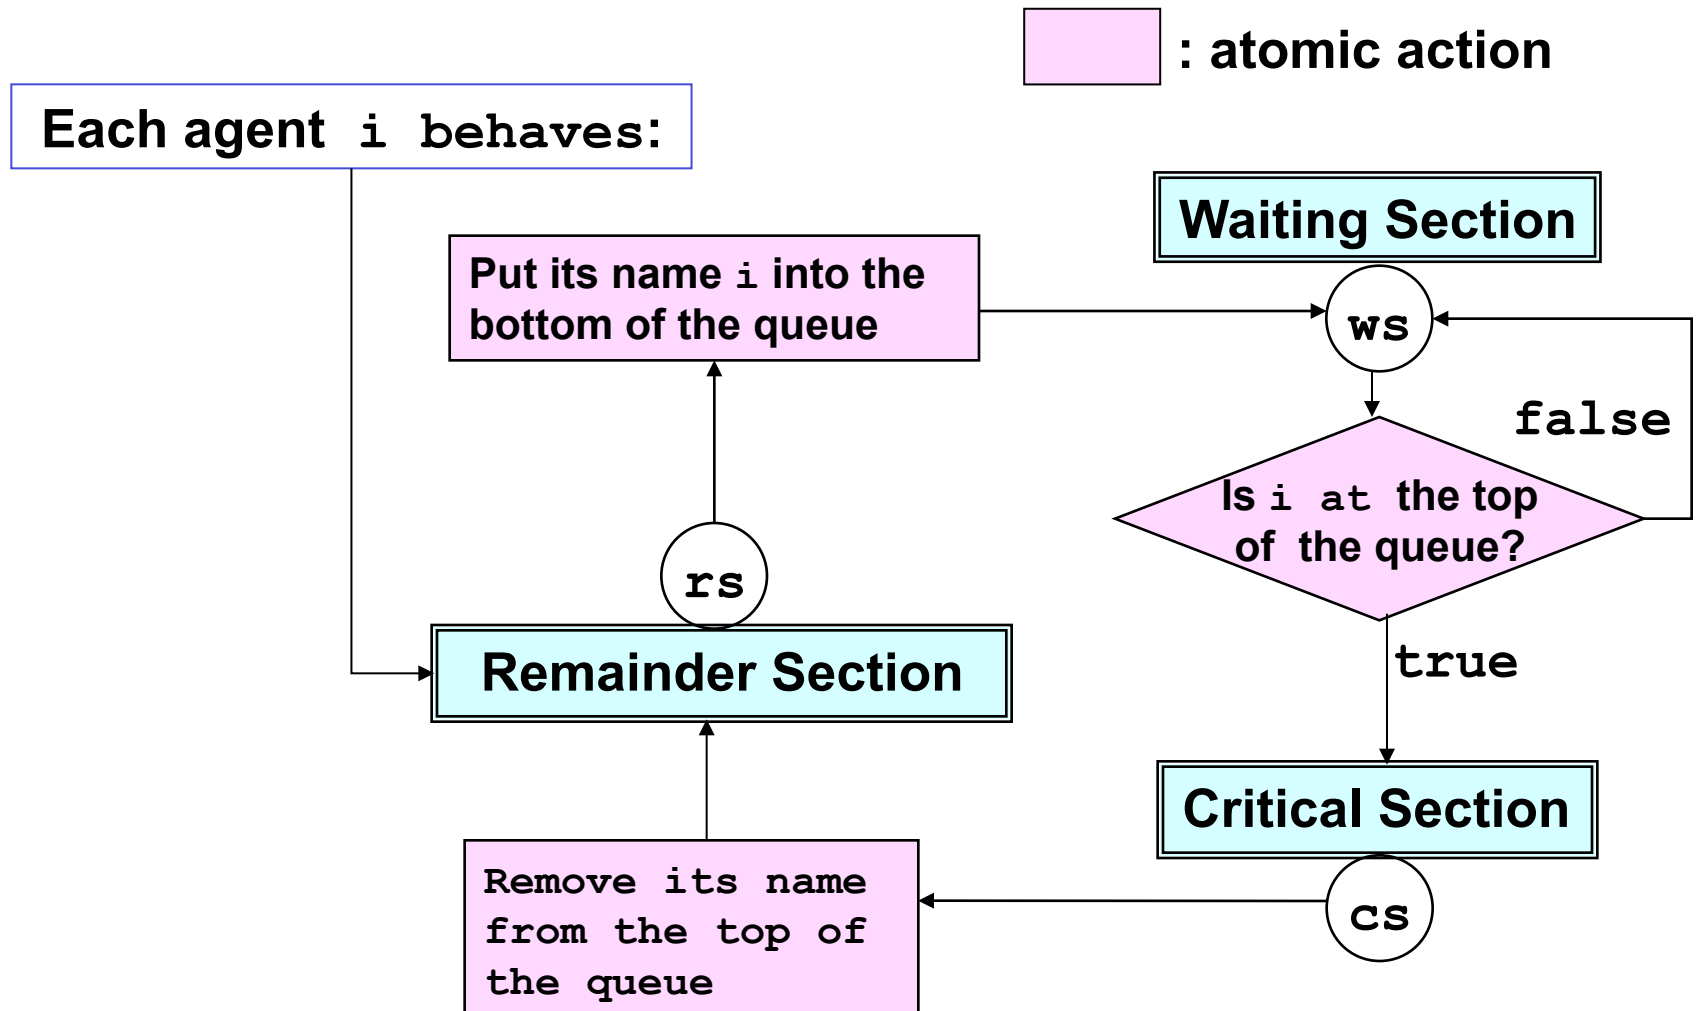 : atomic action
Each agent i behaves:
Waiting Section
Put its name i into the
bottom of the queue
ws
false
Is i at the top
of the queue?
rs
Remainder Section
true
Critical Section
Remove its name
from the top of
the queue
cs